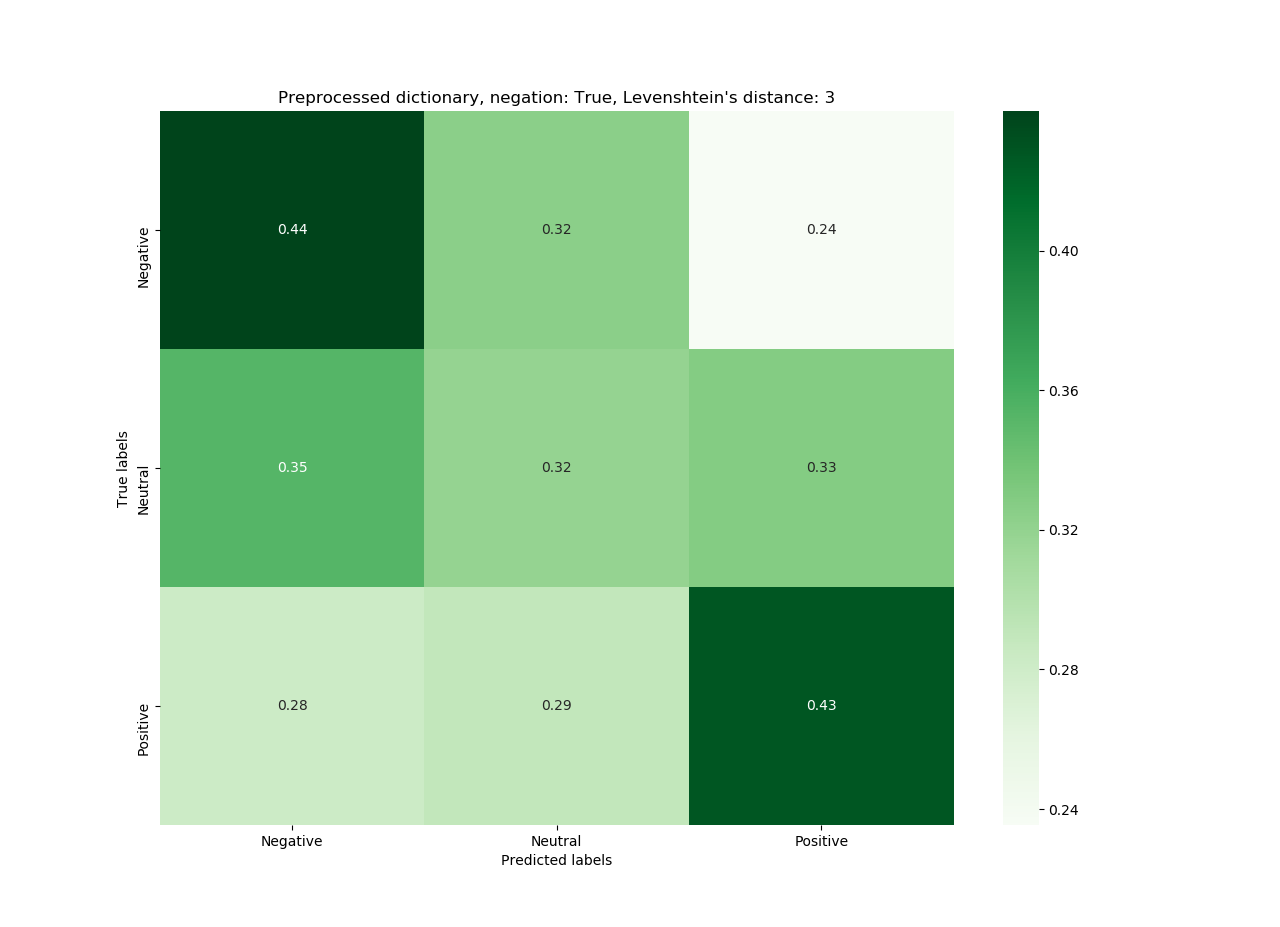 Preprocessed dictionary, negation: True, Levenshtein's distance: 3
True labels
Negative
0.44 0.32 0.24
Neutral
0.35 0.32 0.33
Positive
0.28 0.29 0.43
Negative Neutral Positive
Predicted labels
0.40
0.36
0.32
0.28
0.24